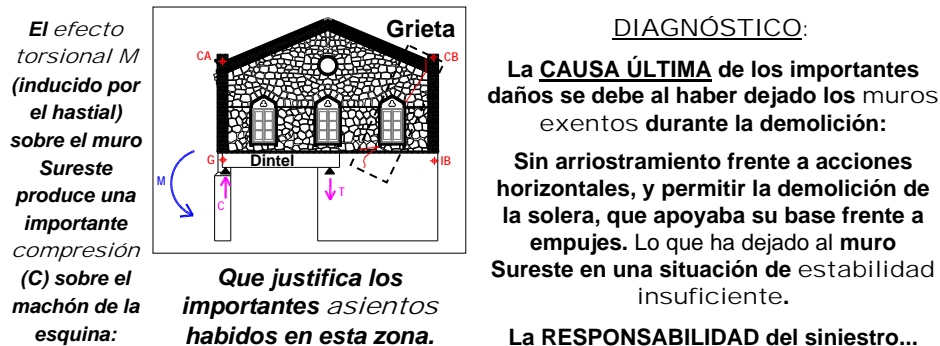 El efecto
torsional M
(inducido por
el hastial)
sobre el muro
Sureste
produce una
importante
compresión
(C) sobre el
machón de la
esquina:
Grieta
CA
CB
G
Dintel
IB
M
C
T
Que justifica los
importantes asientos
habidos en esta zona.
DIAGNÓSTICO:
La CAUSA ÚLTIMA de los importantes
daños se debe al haber dejado los muros
exentos durante la demolición:
Sin arriostramiento frente a acciones
horizontales, y permitir la demolición de
la solera, que apoyaba su base frente a
empujes. Lo que ha dejado al muro
Sureste en una situación de estabilidad
insuficiente.
La RESPONSABILIDAD del siniestro...